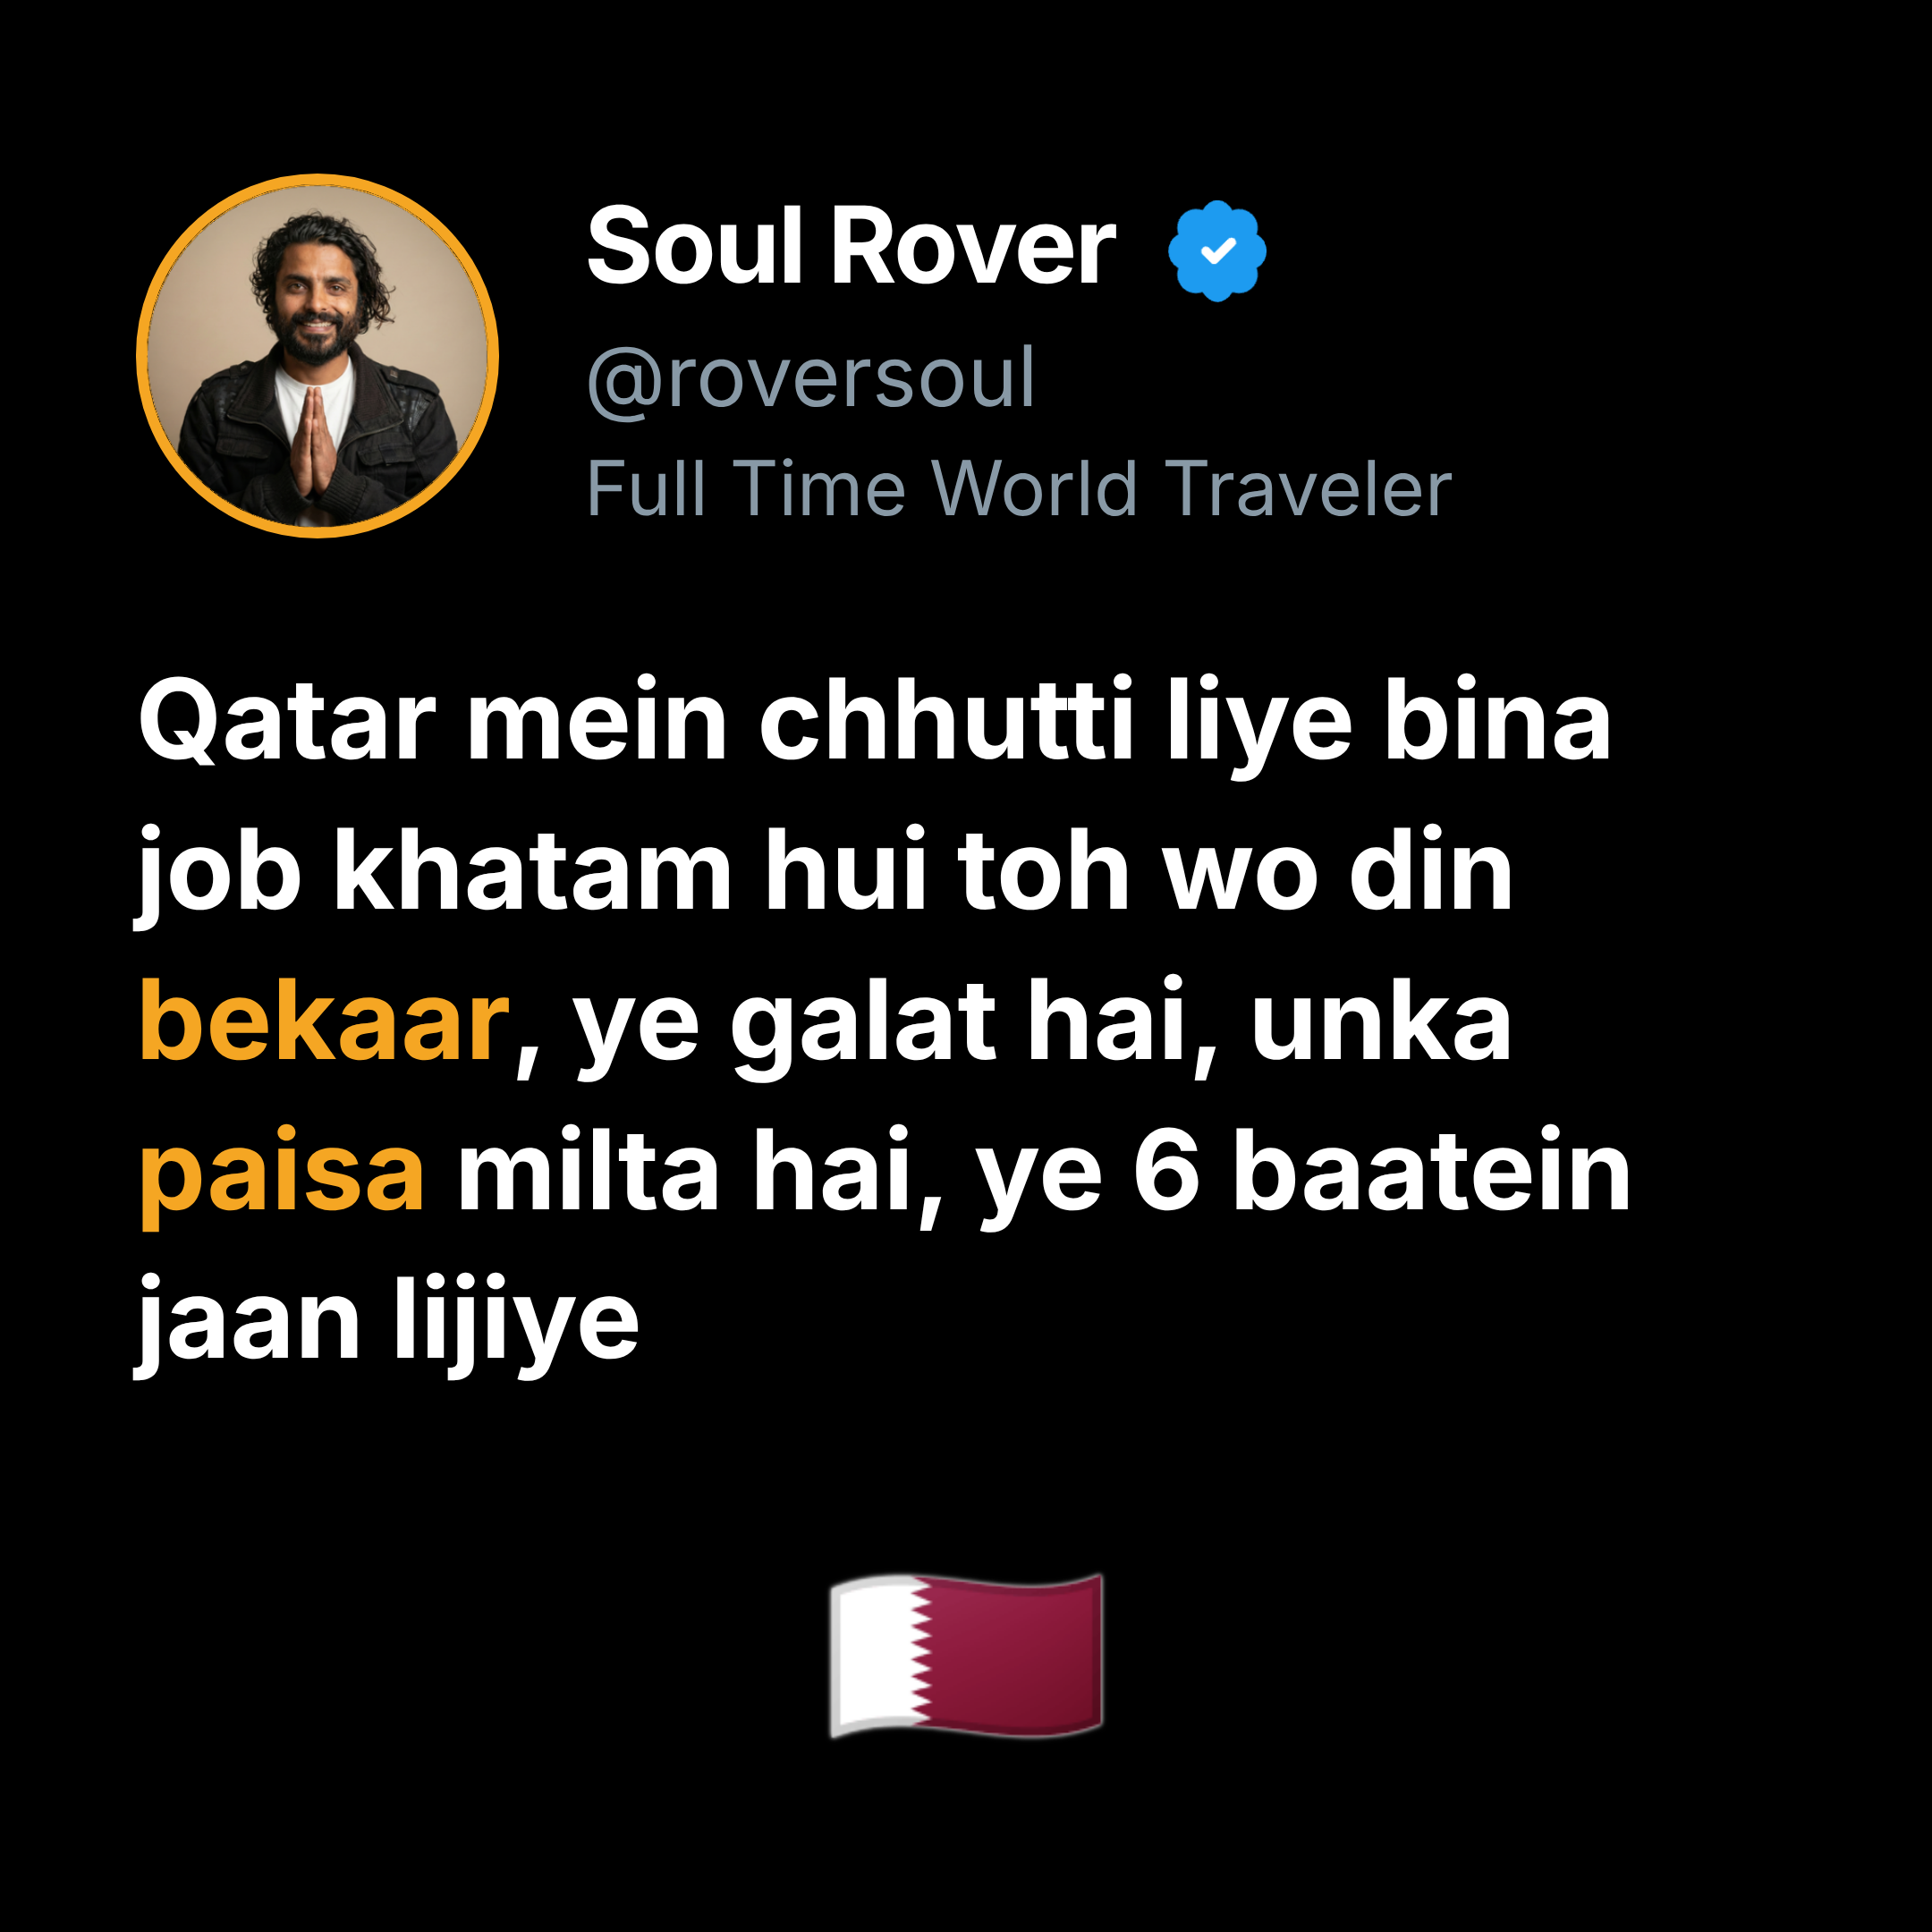 Soul Rover
@roversoul
Full Time World Traveler
Qatar mein chhutti liye bina
job khatam hui toh wo din
bekaar, ye galat hai, unka
paisa milta hai, ye 6 baatein
jaan lijiye